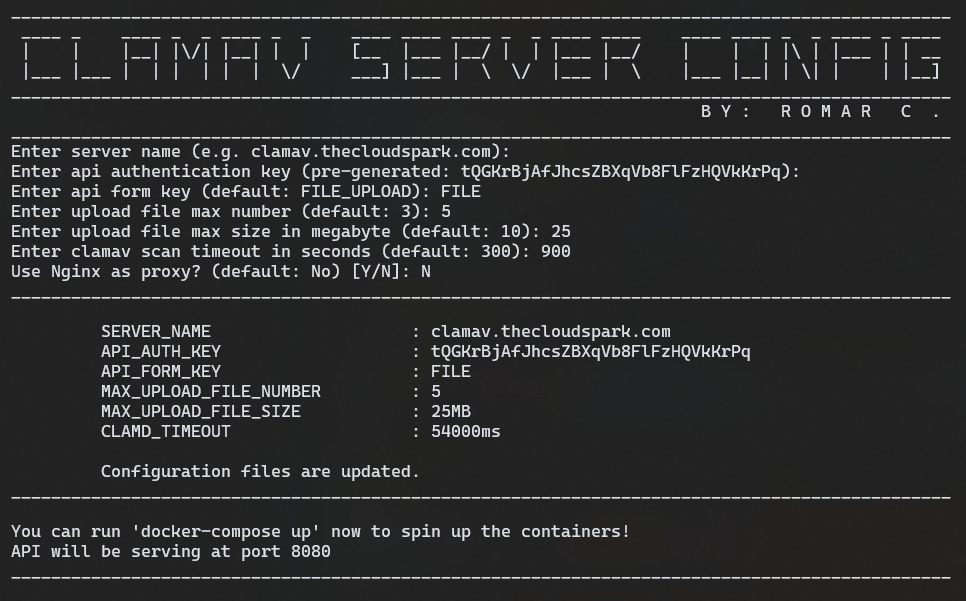 CLAMAV SERVER CONFIG
BY: ROMAR C.
Enter server name (e.g. clamav.thecloudspark.com):
Enter api authentication key (pre-generated: tQGKrBjAfJhcsZBXqVb8FlFzHQVkKrPq):
Enter api form key (default: FILE_UPLOAD): FILE
Enter upload file max number (default: 3): 5
Enter upload file max size in megabyte (default: 10): 25
Enter clamav scan timeout in seconds (default: 300): 900
Use Nginx as proxy? (default: No) [Y/N]: N
SERVER_NAME : clamav.thecloudspark.com
API_AUTH_KEY : tQGKrBjAfJhcsZBXqVb8FlFzHQVkKrPq
API_FORM_KEY : FILE
MAX_UPLOAD_FILE_NUMBER : 5
MAX_UPLOAD_FILE_SIZE : 25MB
CLAMD_TIMEOUT : 54000ms
Configuration files are updated.
You can run 'docker-compose up' now to spin up the containers!
API will be serving at port 8080